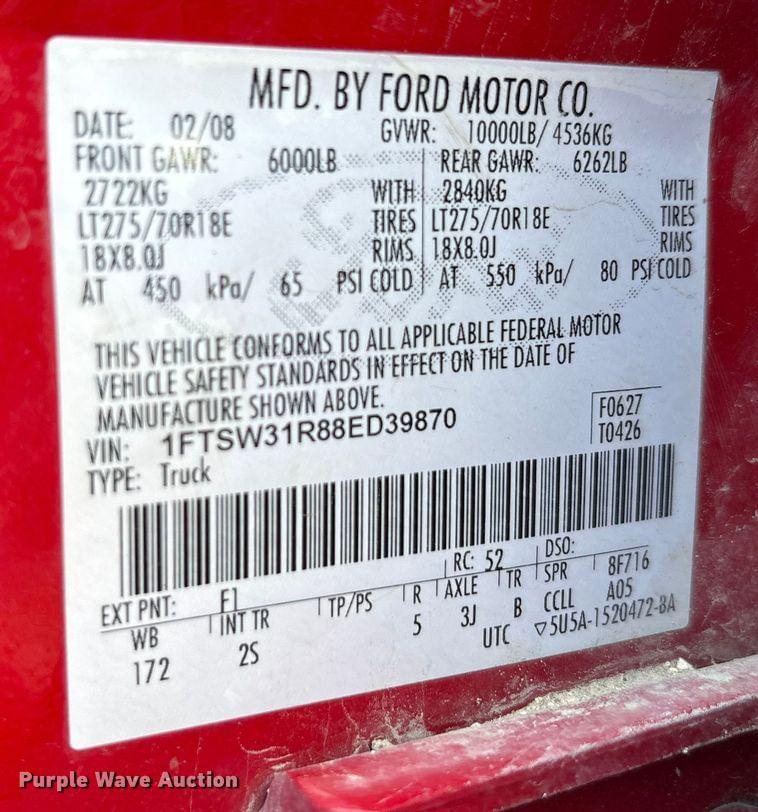 MFD. BY FORD MOTOR CO.
DATE: 02/08 GVWR: 10000LB/ 4536KG
FRONT GAWR: 6000LB REAR GAWR: 6262LB
2722KG WITH 2840KG WITH
LT275/70R18E TIRES LT275/70R18E TIRES
18X8.0J RIMS 18X8.0J RIMS
AT 450 kPa/ 65 PSI COLD AT 550 kPa/ 80 PSI COLD
THIS VEHICLE CONFORMS TO ALL APPLICABLE FEDERAL MOTOR
VEHICLE SAFETY STANDARDS IN EFFECT ON THE DATE OF
MANUFACTURE SHOWN ABOVE.
VIN: 1FTSW31R88ED39870 F0627
TYPE: Truck T0426
EXT PNT: F1 RC: 52 DSO:
WB INT TR TP/PS R AXLE TR SPR 8F716
172 2S 5 3J B CCLL A05
UTC ▽5U5A-1520472-BA
Purple Wave Auction